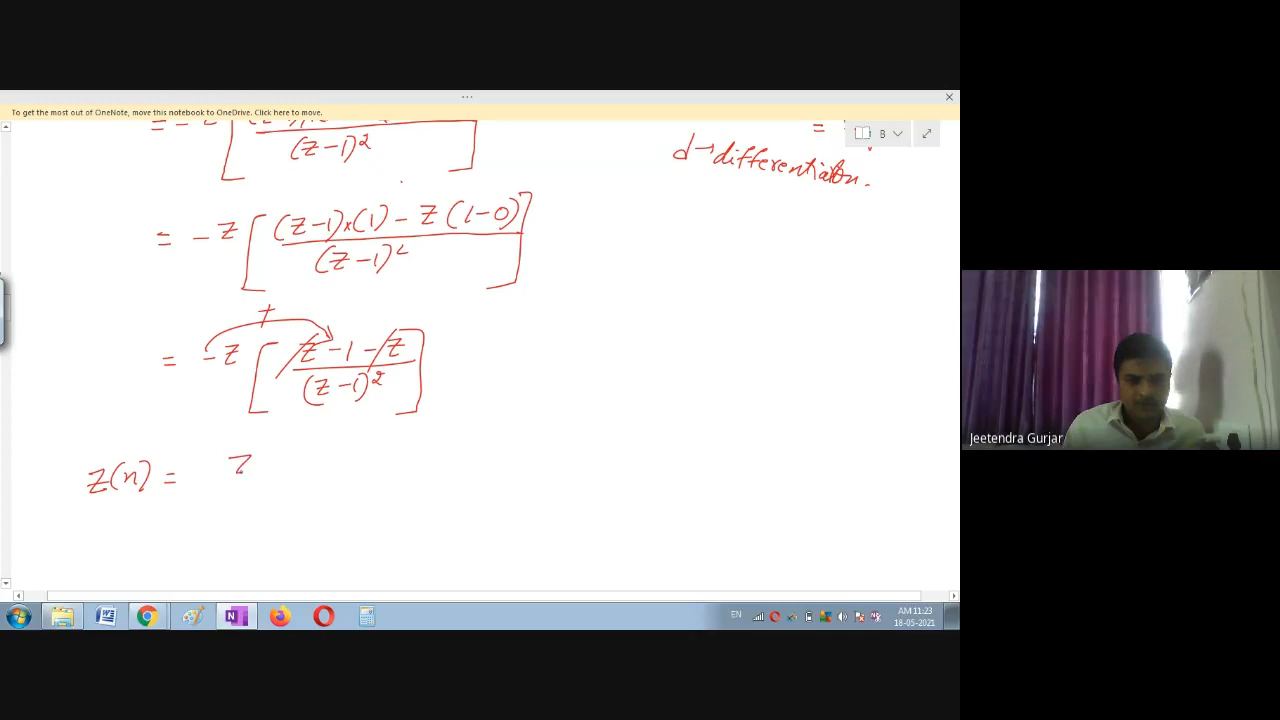 To get the most out of OneNote, move this notebook to OneDrive. Click here to move.
(z-1)²
d→differentiation.
B
= -z [ (z-1)×(1) - z(1-0) / (z-1)² ]
+
= -z [ z - 1 - z / (z-1)² ]
z(n) = z
Jeetendra Gurjar
EN
AM 11:23
18-05-2021